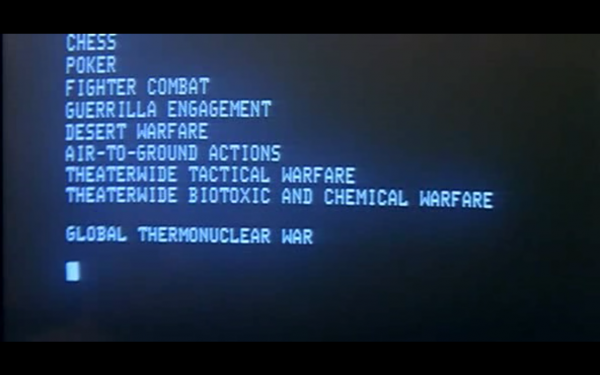 CHESS
POKER
FIGHTER COMBAT
GUERRILLA ENGAGEMENT
DESERT WARFARE
AIR-TO-GROUND ACTIONS
THEATERWIDE TACTICAL WARFARE
THEATERWIDE BIOTOXIC AND CHEMICAL WARFARE
GLOBAL THERMONUCLEAR WAR